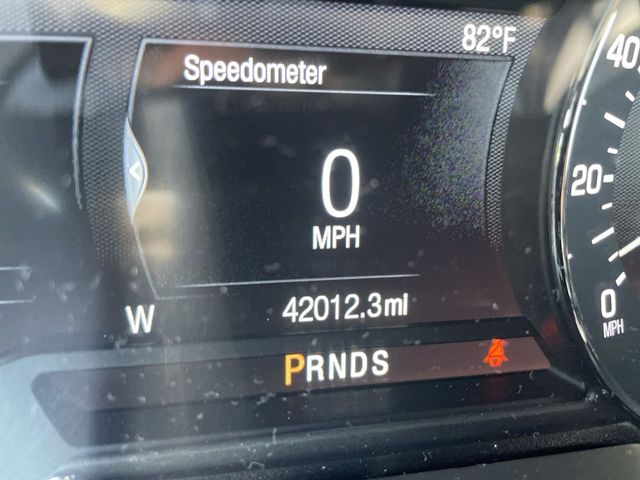 82°F
Speedometer
0
MPH
W
42012.3mi
PRNDS
40
20
0
MPH